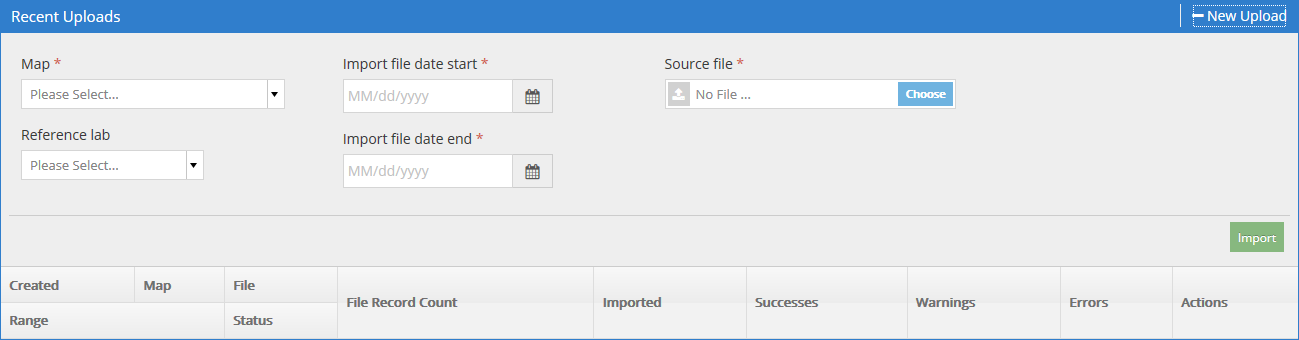 Recent Uploads
New Upload
Map *
Import file date start *
Source file *
Please Select...
MM/dd/yyyy
No File ...
Choose
Reference lab
Import file date end *
Please Select...
MM/dd/yyyy
Import
Created
Map
File
File Record Count
Imported
Successes
Warnings
Errors
Actions
Range
Status